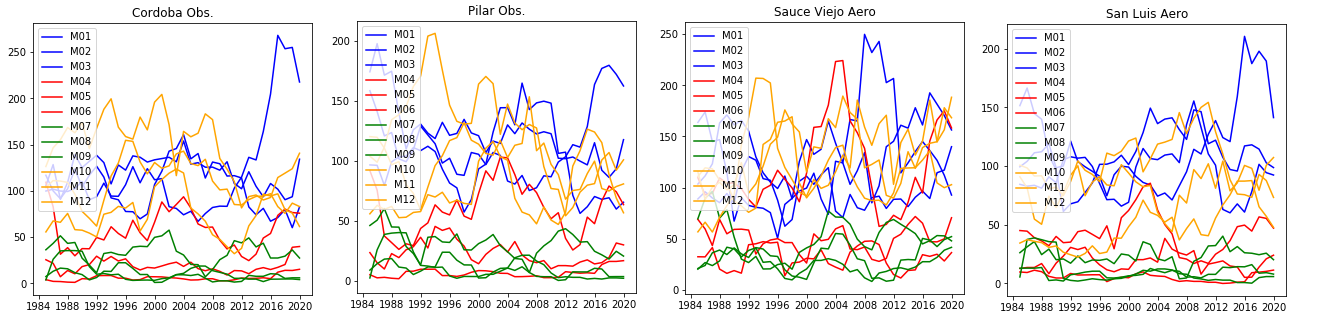 Cordoba Obs.
250
200
150
100
50
0
M01
M02
M03
M04
M05
M06
M07
M08
M09
M10
M11
M12
1984 1988 1992 1996 2000 2004 2008 2012 2016 2020
Pilar Obs.
200
150
100
50
0
M01
M02
M03
M04
M05
M06
M07
M08
M09
M10
M11
M12
1984 1988 1992 1996 2000 2004 2008 2012 2016 2020
Sauce Viejo Aero
250
200
150
100
50
0
M01
M02
M03
M04
M05
M06
M07
M08
M09
M10
M11
M12
1984 1988 1992 1996 2000 2004 2008 2012 2016 2020
San Luis Aero
200
150
100
50
0
M01
M02
M03
M04
M05
M06
M07
M08
M09
M10
M11
M12
1984 1988 1992 1996 2000 2004 2008 2012 2016 2020